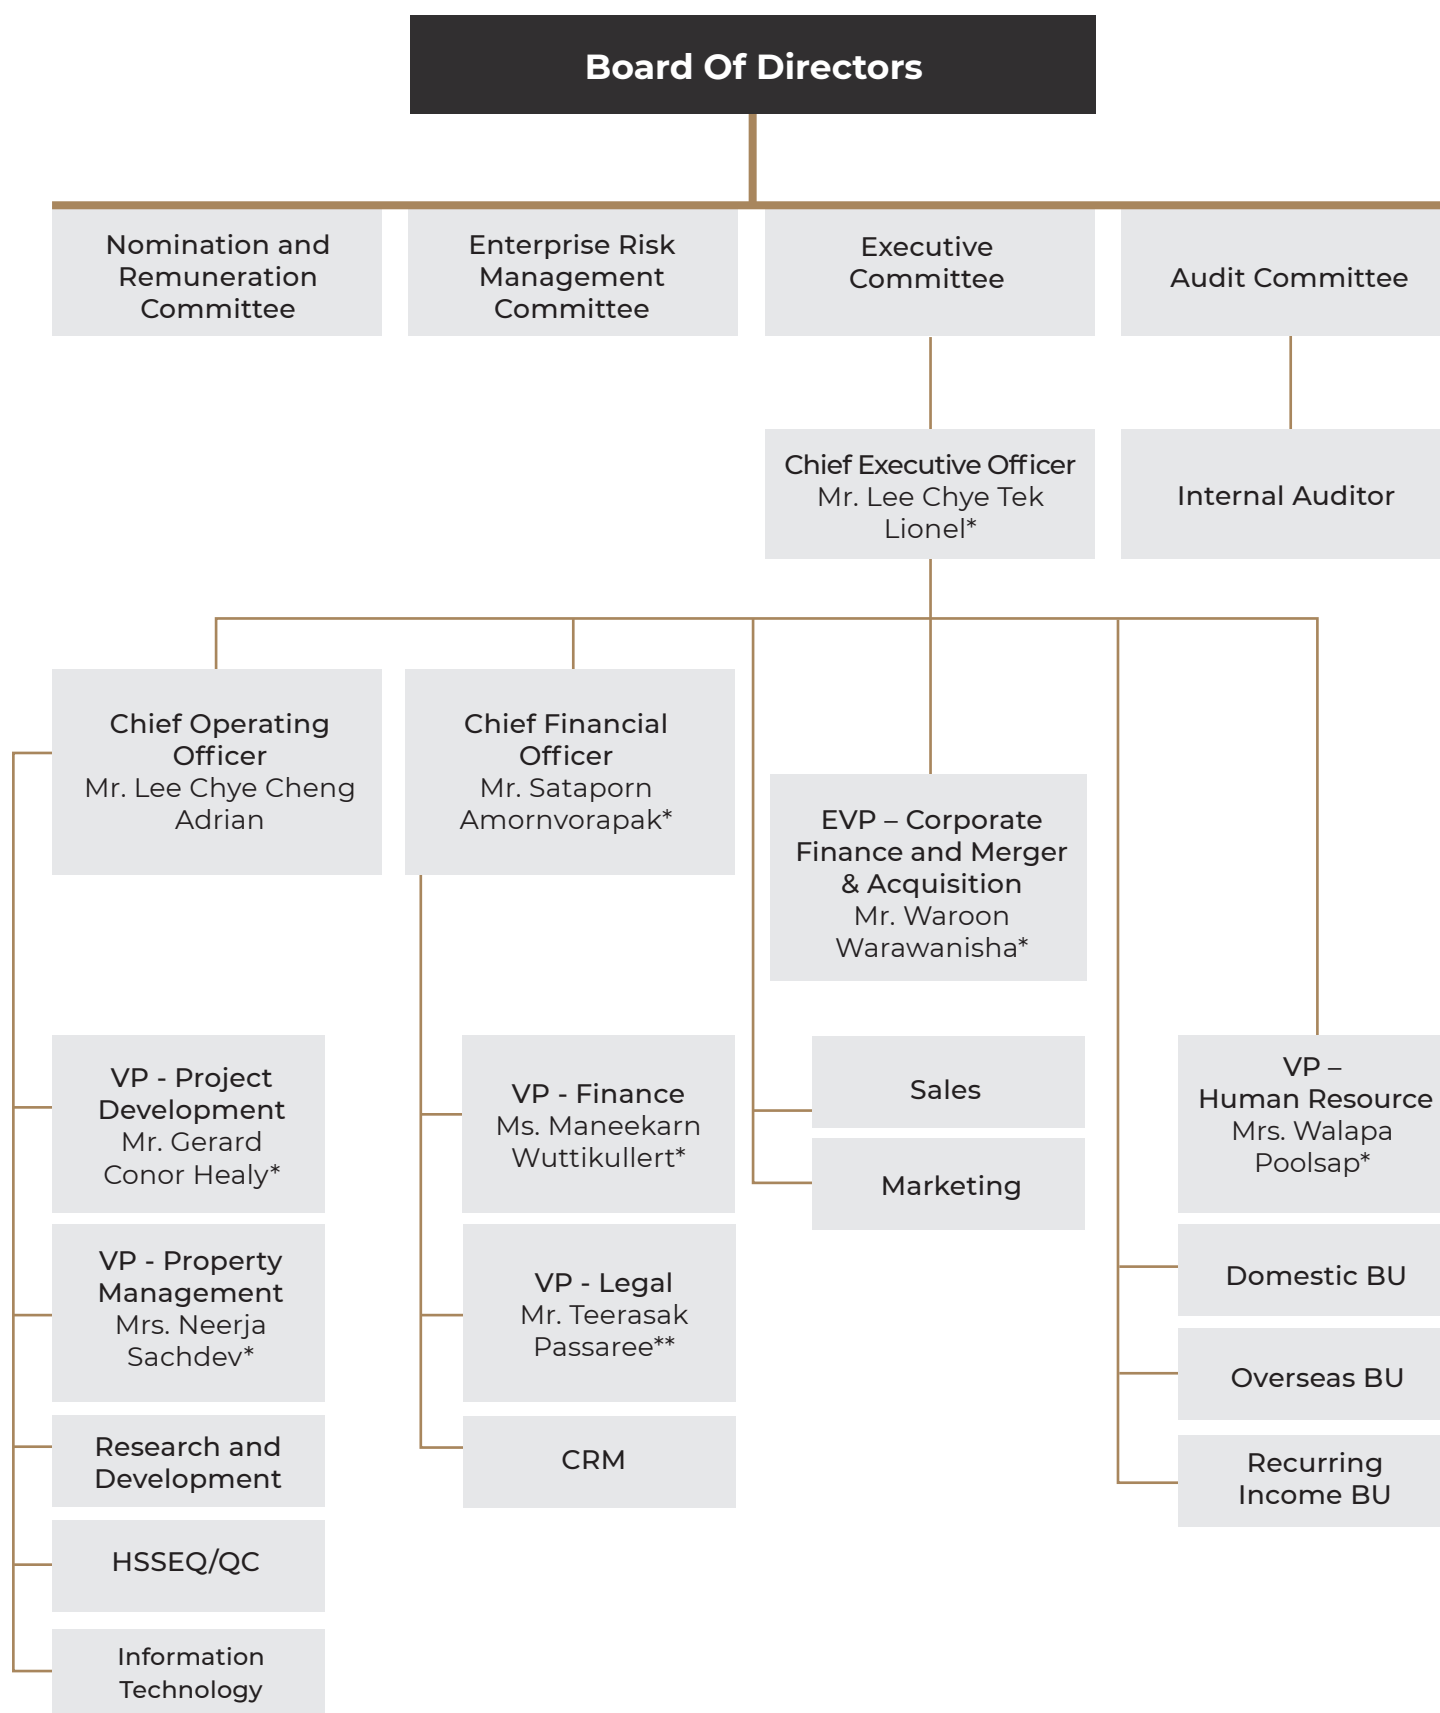 Board Of Directors
Nomination and
Remuneration
Committee
Enterprise Risk
Management
Committee
Executive
Committee
Audit Committee
Chief Executive Officer
Mr. Lee Chye Tek
Lionel*
Internal Auditor
Chief Operating
Officer
Mr. Lee Chye Cheng
Adrian
Chief Financial
Officer
Mr. Sataporn
Amornvorapak*
EVP – Corporate
Finance and Merger
& Acquisition
Mr. Waroon
Warawanisha*
VP - Project
Development
Mr. Gerard
Conor Healy*
VP - Property
Management
Mrs. Neerja
Sachdev*
Research and
Development
HSSEQ/QC
Information
Technology
VP - Finance
Ms. Maneekarn
Wuttikullert*
VP - Legal
Mr. Teerasak
Passaree**
CRM
Sales
Marketing
VP –
Human Resource
Mrs. Walapa
Poolsap*
Domestic BU
Overseas BU
Recurring
Income BU